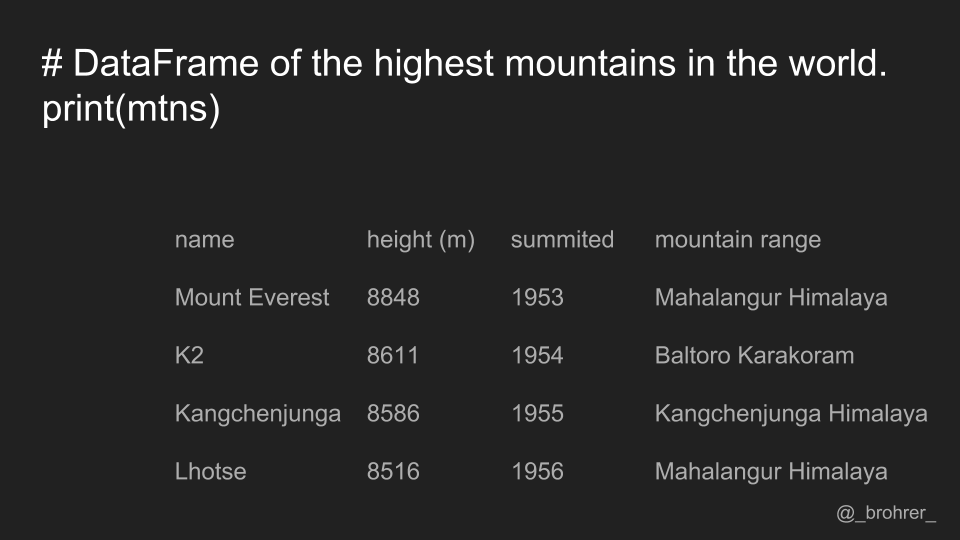 # DataFrame of the highest mountains in the world.
print(mtns)
name height (m) summited mountain range
Mount Everest 8848 1953 Mahalangur Himalaya
K2 8611 1954 Baltoro Karakoram
Kangchenjunga 8586 1955 Kangchenjunga Himalaya
Lhotse 8516 1956 Mahalangur Himalaya
@_brohrer_